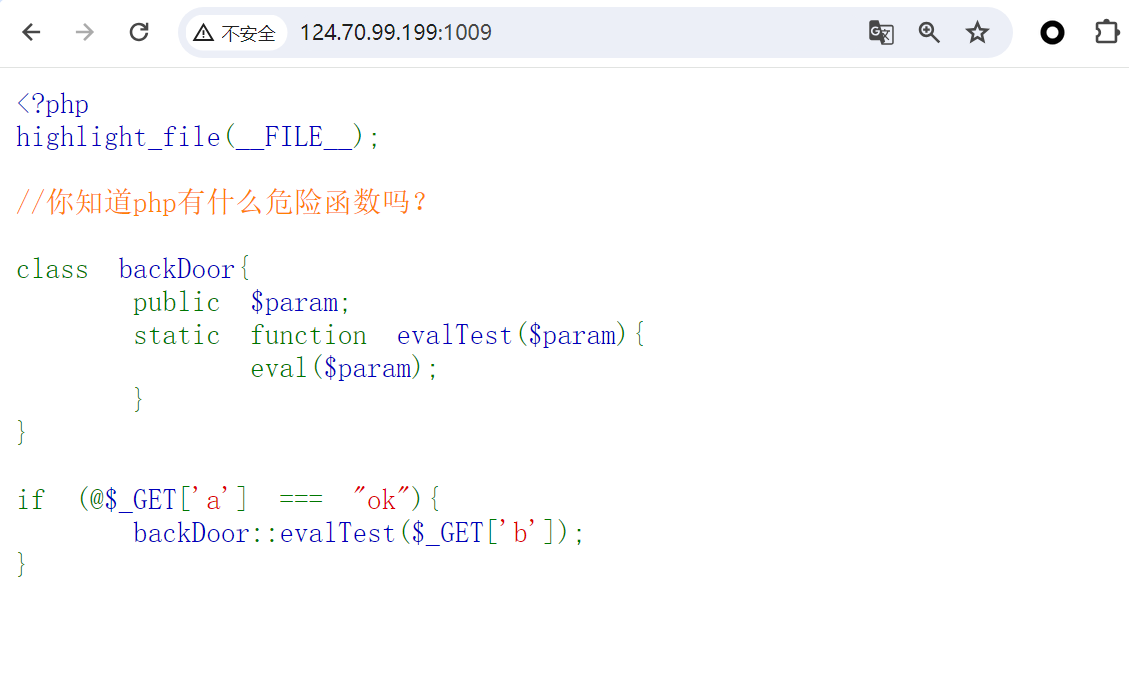 不安全 124.70.99.199:1009
<?php
highlight_file(__FILE__);
//你知道php有什么危险函数吗?
class backDoor{
public $param;
static function evalTest($param){
eval($param);
}
}
if (@$_GET['a'] === "ok"){
backDoor::evalTest($_GET['b']);
}